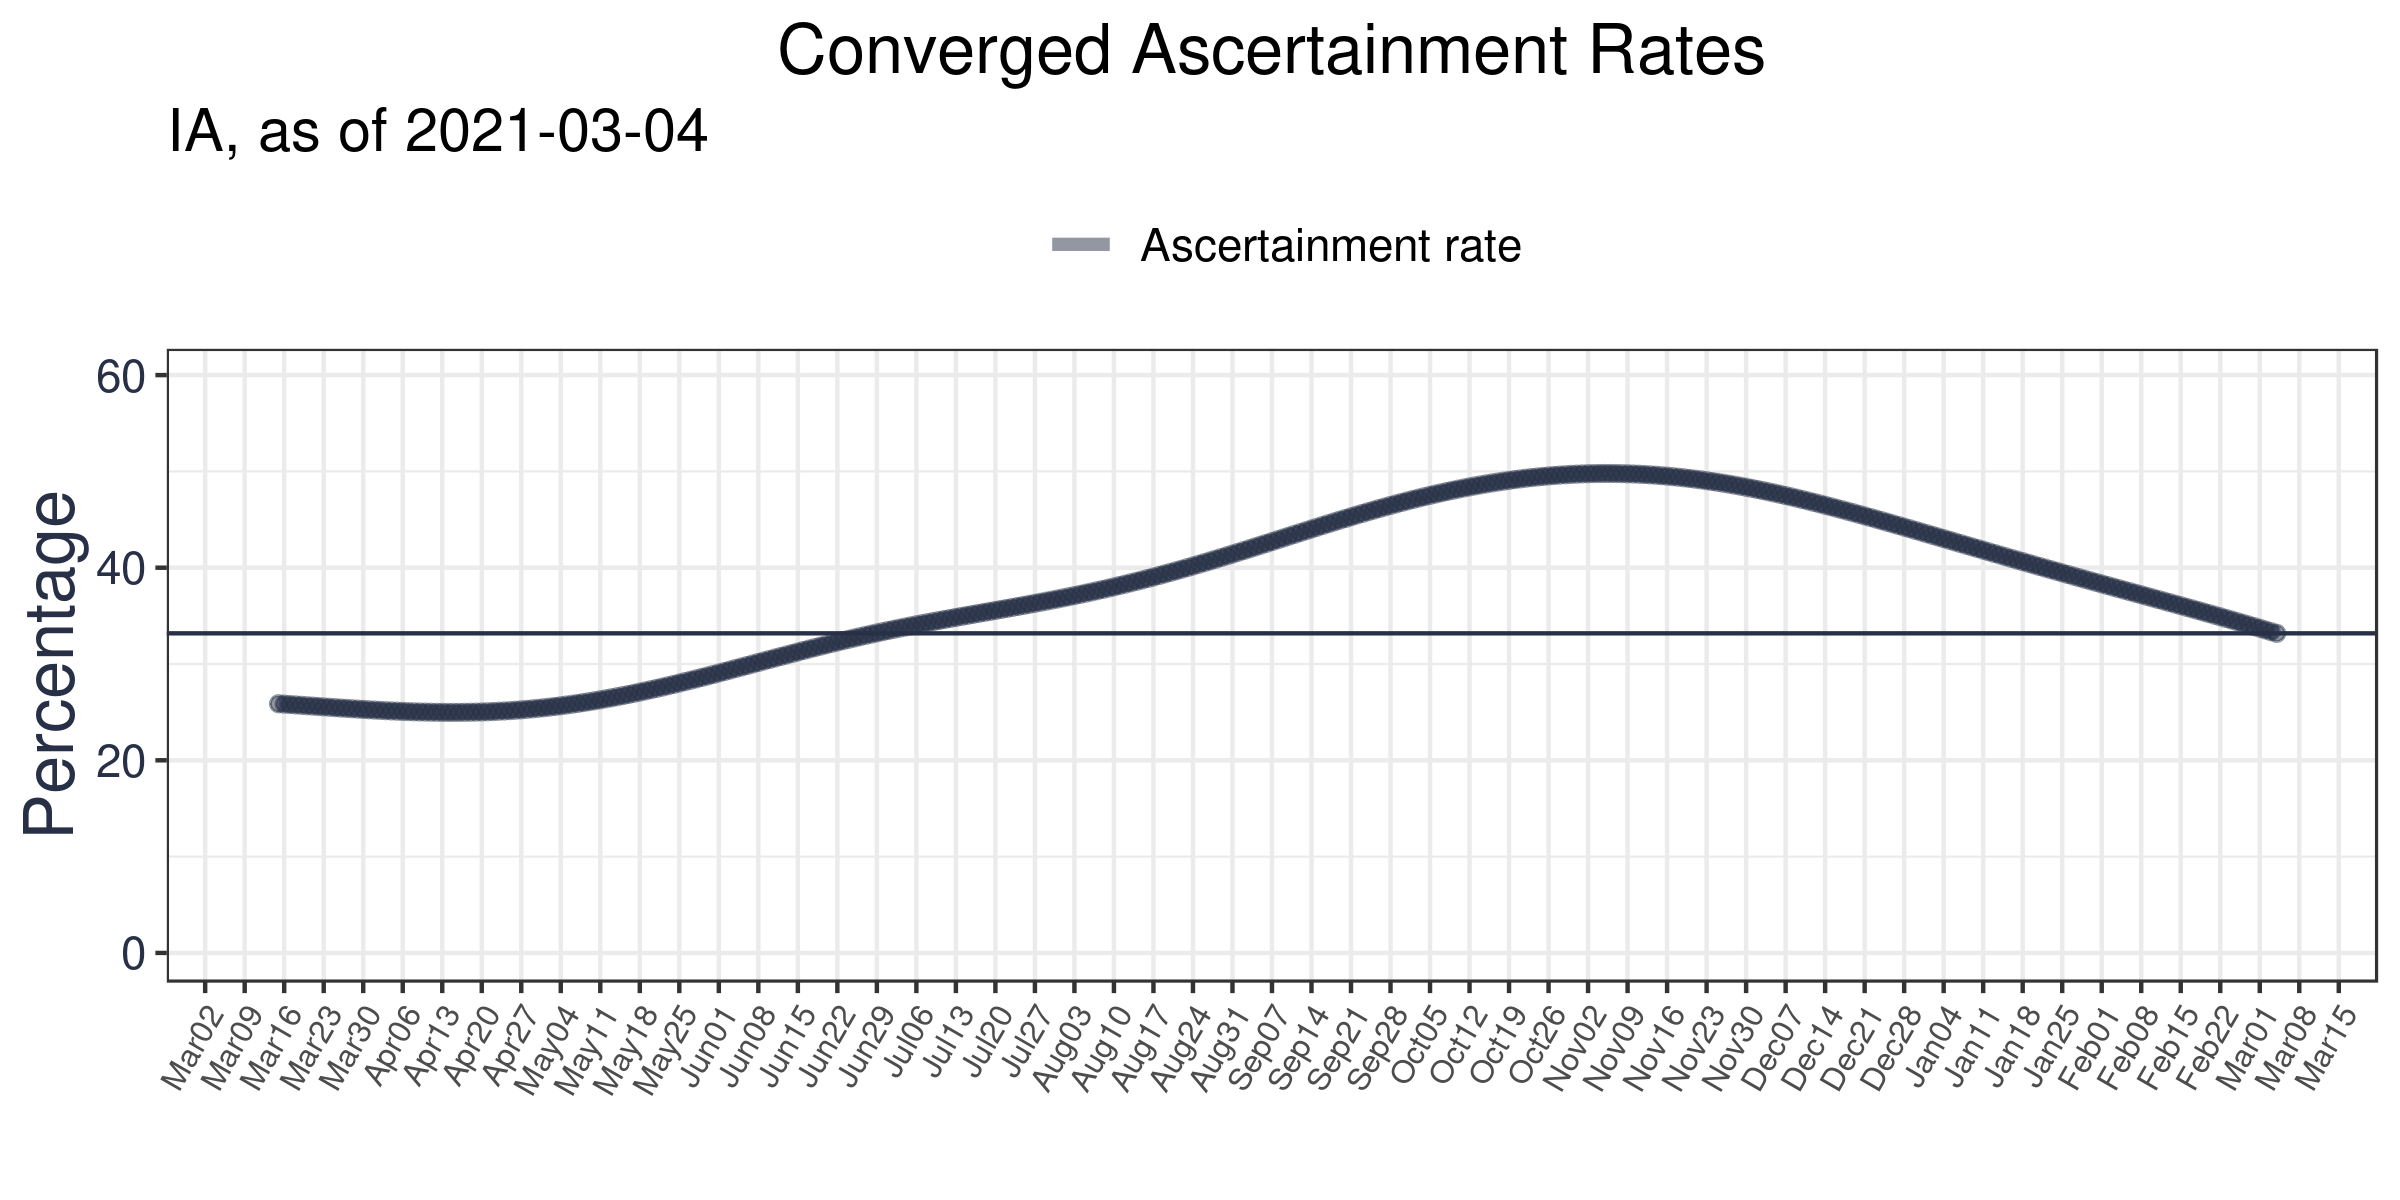 Converged Ascertainment Rates
IA, as of 2021-03-04
Ascertainment rate
Percentage
60
40
20
0
Mar02 Mar09 Mar16 Mar23 Mar30 Apr06 Apr13 Apr20 Apr27 May04 May11 May18 May25 Jun01 Jun08 Jun15 Jun22 Jun29 Jul06 Jul13 Jul20 Jul27 Aug03 Aug10 Aug17 Aug24 Aug31 Sep07 Sep14 Sep21 Sep28 Oct05 Oct12 Oct19 Oct26 Nov02 Nov09 Nov16 Nov23 Nov30 Dec07 Dec14 Dec21 Dec28 Jan04 Jan11 Jan18 Jan25 Feb01 Feb08 Feb15 Feb22 Mar01 Mar08 Mar15